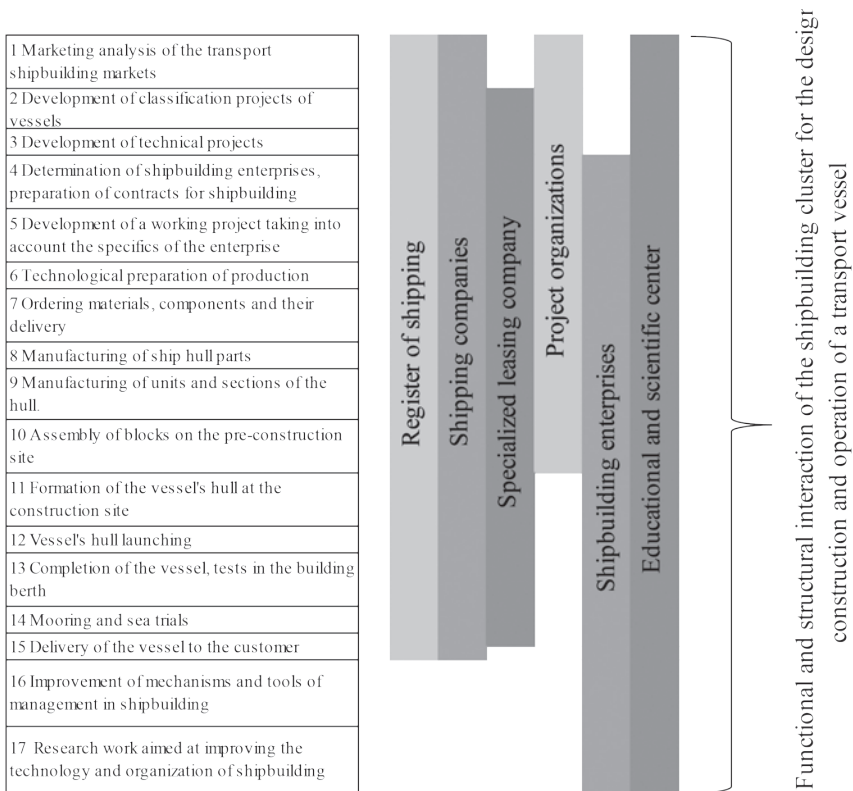 1 Marketing analysis of the transport
shipbuilding markets
2 Development of classification projects of
vessels
3 Development of technical projects
4 Determination of shipbuilding enterprises,
preparation of contracts for shipbuilding
5 Development of a working project taking into
account the specifics of the enterprise
6 Technological preparation of production
7 Ordering materials, components and their
delivery
8 Manufacturing of ship hull parts
9 Manufacturing of units and sections of the
hull.
10 Assembly of blocks on the pre-construction
site
11 Formation of the vessel's hull at the
construction site
12 Vessel's hull launching
13 Completion of the vessel, tests in the building
berth
14 Mooring and sea trials
15 Delivery of the vessel to the customer
16 Improvement of mechanisms and tools of
management in shipbuilding
17 Research work aimed at improving the
technology and organization of shipbuilding
Register of shipping
Shipping companies
Specialized leasing company
Project organizations
Shipbuilding enterprises
Educational and scientific center
Functional and structural interaction of the shipbuilding cluster for the design
construction and operation of a transport vessel